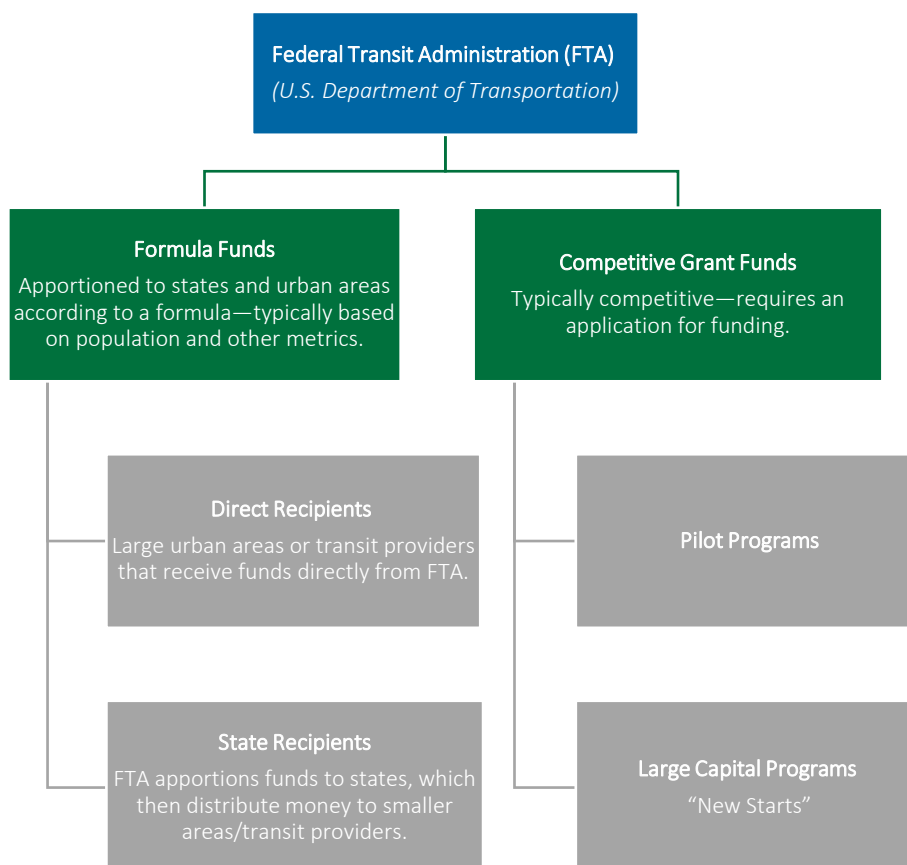 Federal Transit Administration (FTA)
(U.S. Department of Transportation)
Formula Funds
Apportioned to states and urban areas
according to a formula—typically based
on population and other metrics.
Competitive Grant Funds
Typically competitive—requires an
application for funding.
Direct Recipients
Large urban areas or transit providers
that receive funds directly from FTA.
Pilot Programs
State Recipients
FTA apportions funds to states, which
then distribute money to smaller
areas/transit providers.
Large Capital Programs
“New Starts”